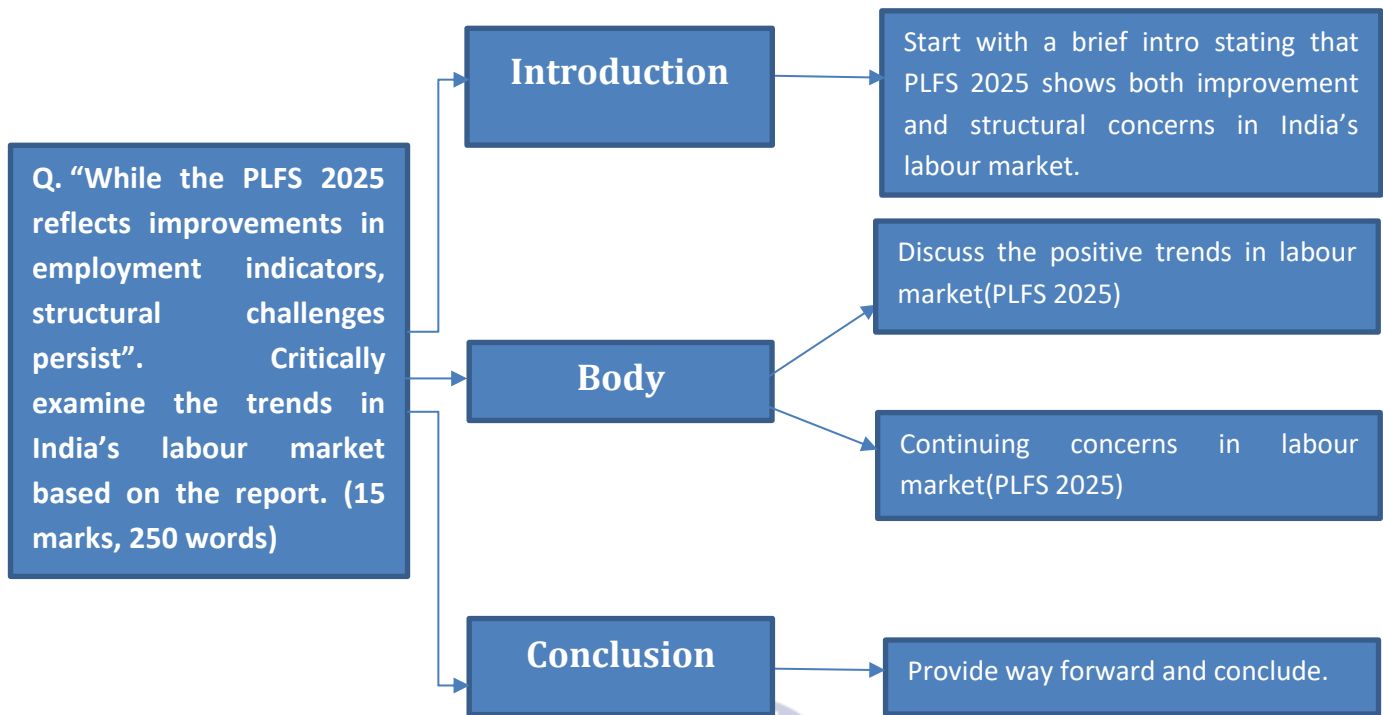 Q. “While the PLFS 2025
reflects improvements in
employment indicators,
structural challenges
persist”. Critically
examine the trends in
India’s labour market
based on the report. (15
marks, 250 words)
Introduction
Start with a brief intro stating that
PLFS 2025 shows both improvement
and structural concerns in India’s
labour market.
Body
Discuss the positive trends in labour
market(PLFS 2025)
Continuing concerns in labour
market(PLFS 2025)
Conclusion
Provide way forward and conclude.